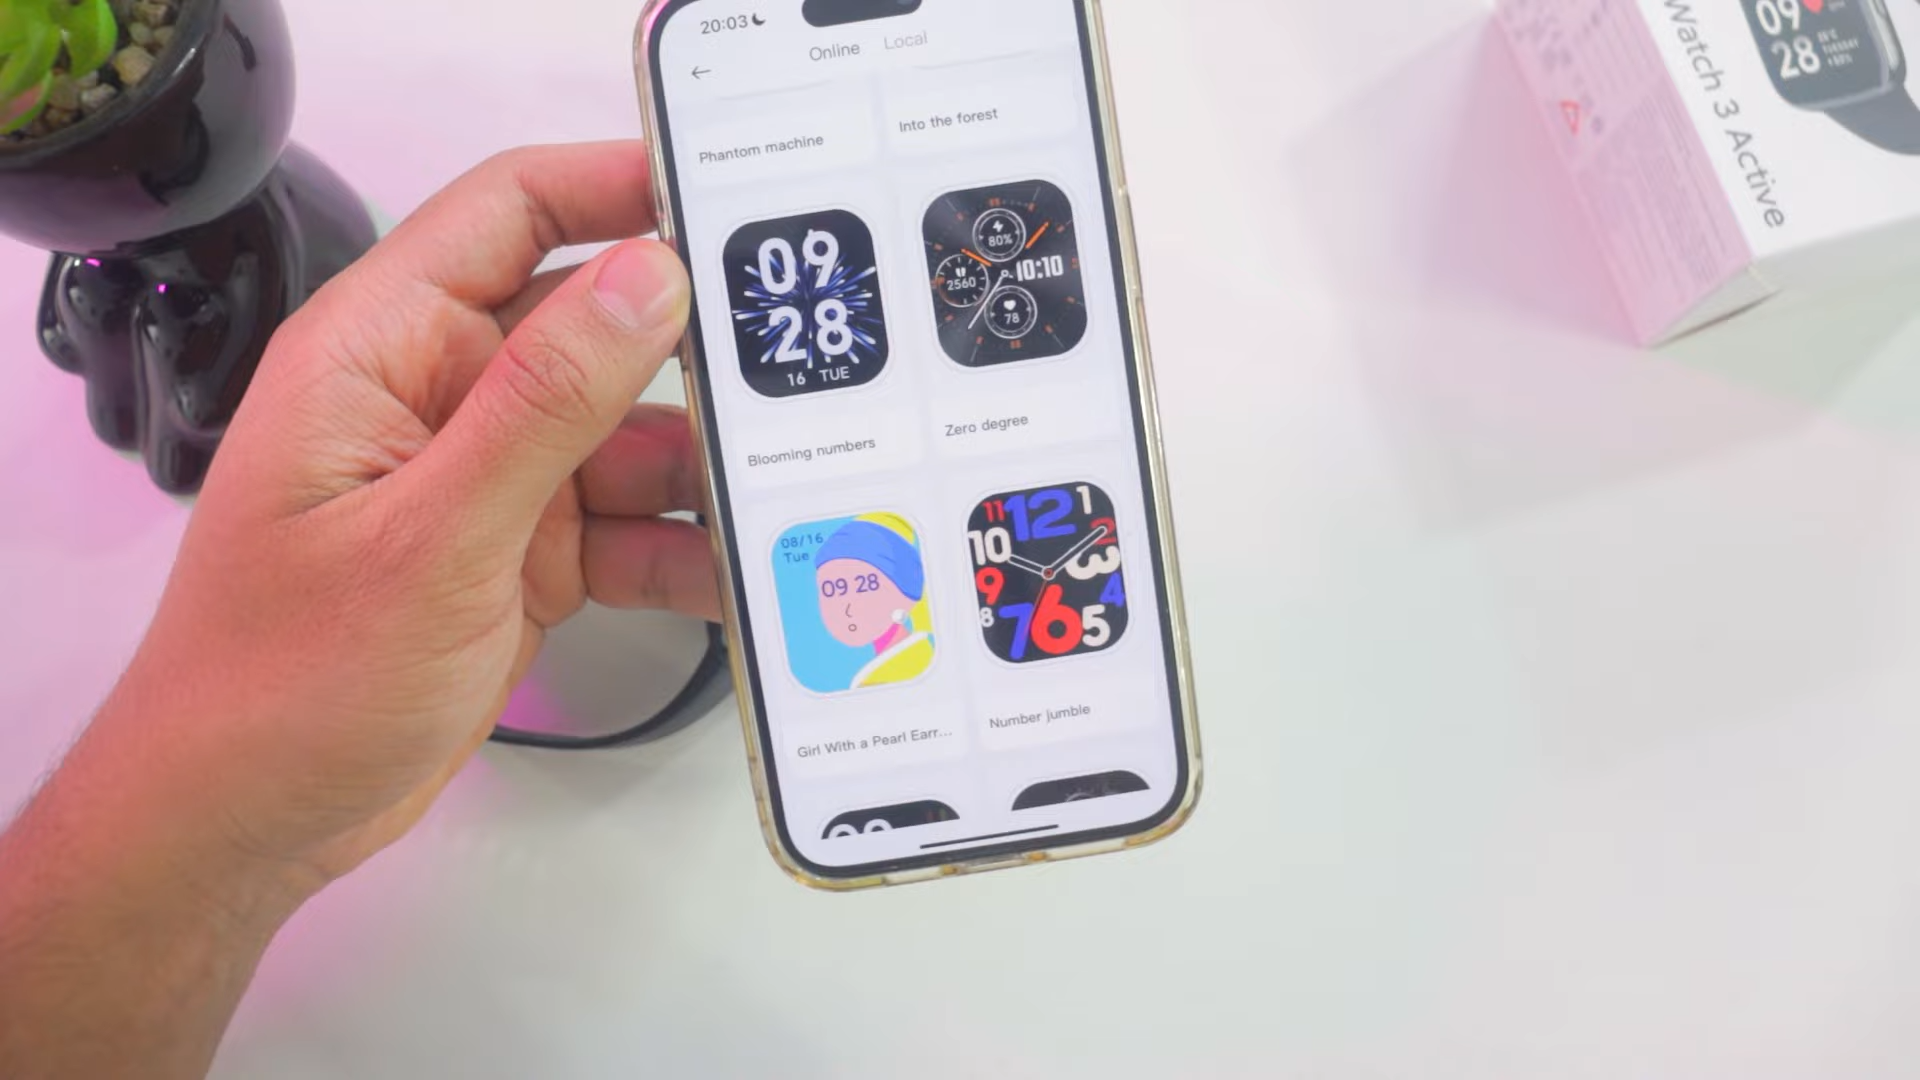 20:03
Online Local
Phantom machine
Into the forest
09
28
16 TUE
80%
2560
10:10
78
Blooming numbers
Zero degree
08/16
Tue
09 28
11 12 1
10 2
9 3
8 4
7 6 5
Girl With a Pearl Earr...
Number jumble
09
28
Watch 3 Active